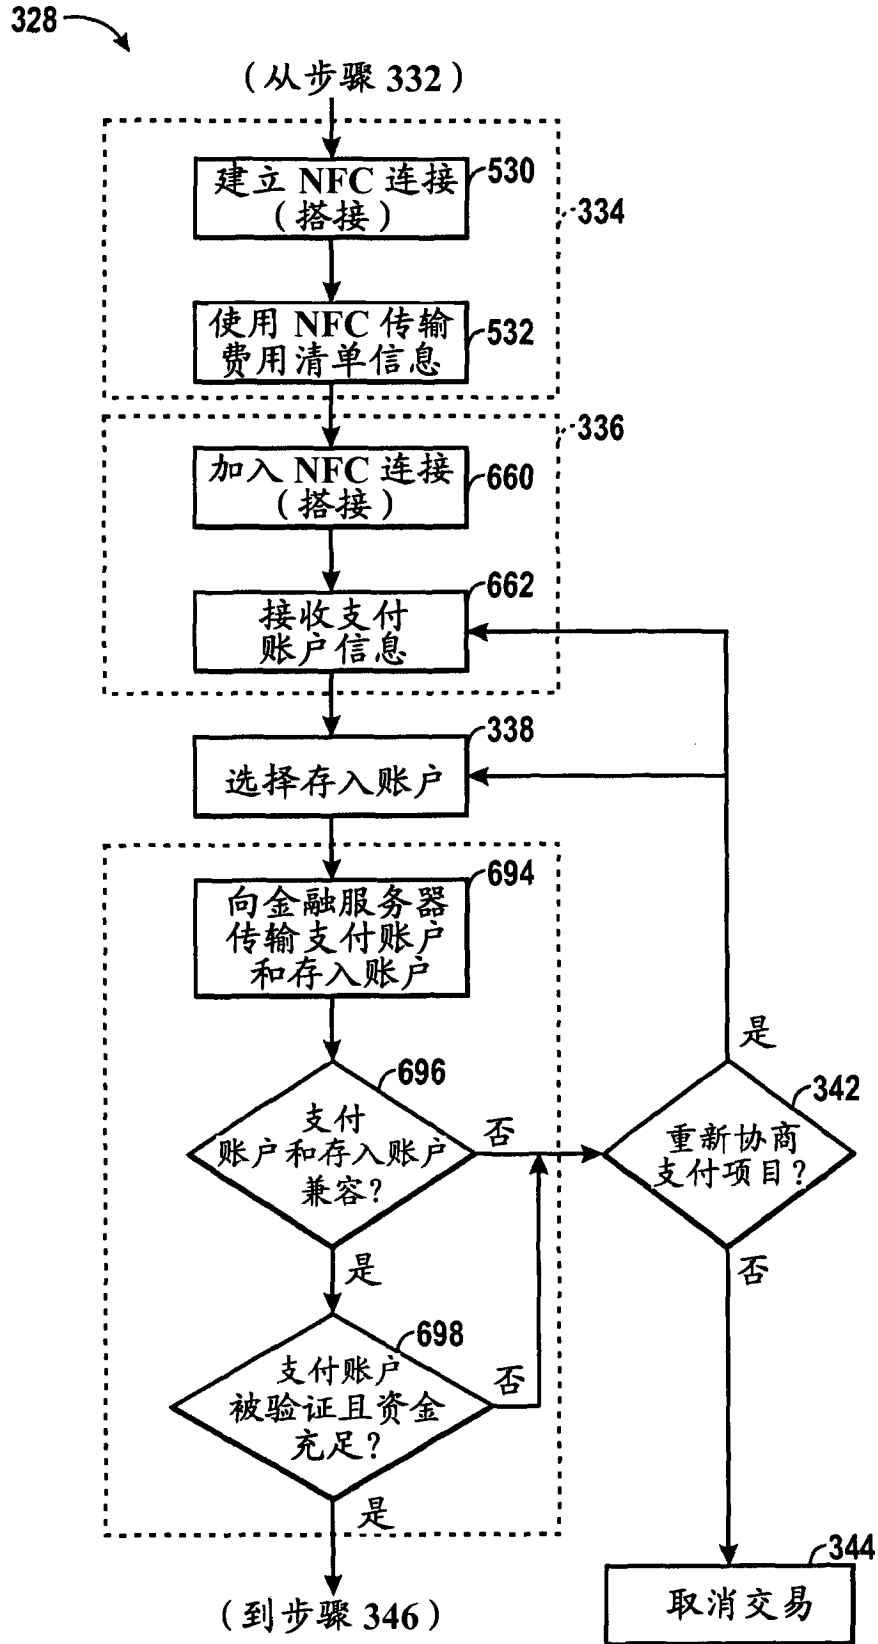 328
（从步骤 332）
建立 NFC 连接
（搭接）
530
334
使用 NFC 传输
费用清单信息
532
336
加入 NFC 连接
（搭接）
660
662
接收支付
账户信息
338
选择存入账户
694
向金融服务器
传输支付账户
和存入账户
是
696
支付
账户和存入账户
兼容？
否
342
重新协商
支付项目？
是
否
698
支付账户
被验证且资金
充足？
否
是
344
取消交易
（到步骤 346）